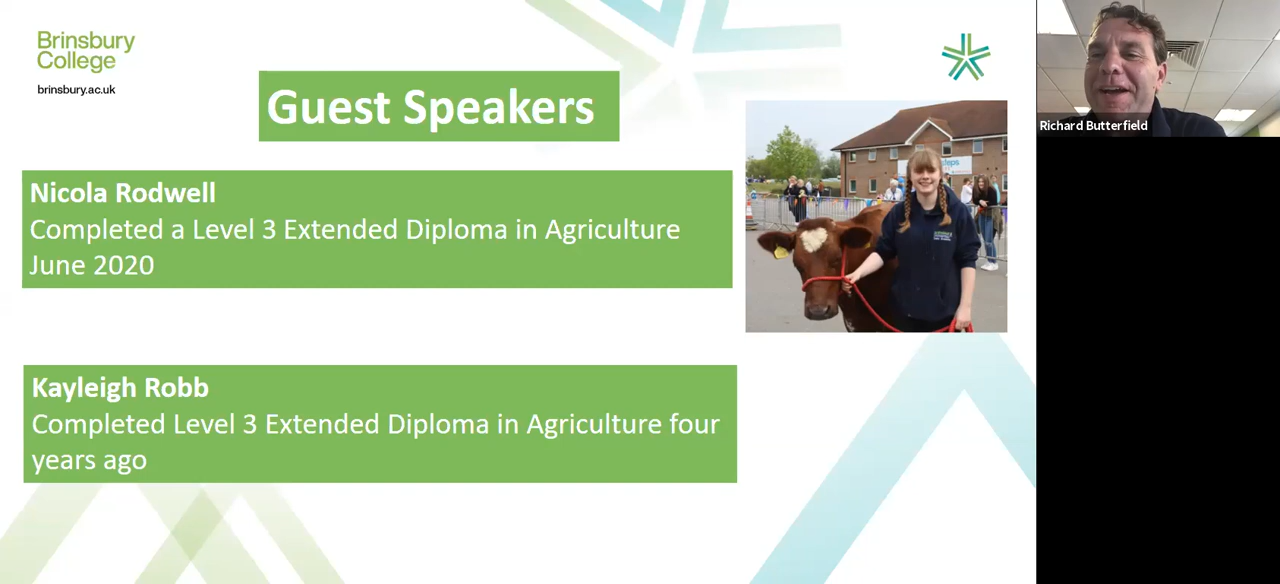 Brinsbury
College
brinsbury.ac.uk
Guest Speakers
Nicola Rodwell
Completed a Level 3 Extended Diploma in Agriculture
June 2020
Kayleigh Robb
Completed Level 3 Extended Diploma in Agriculture four
years ago
Richard Butterfield